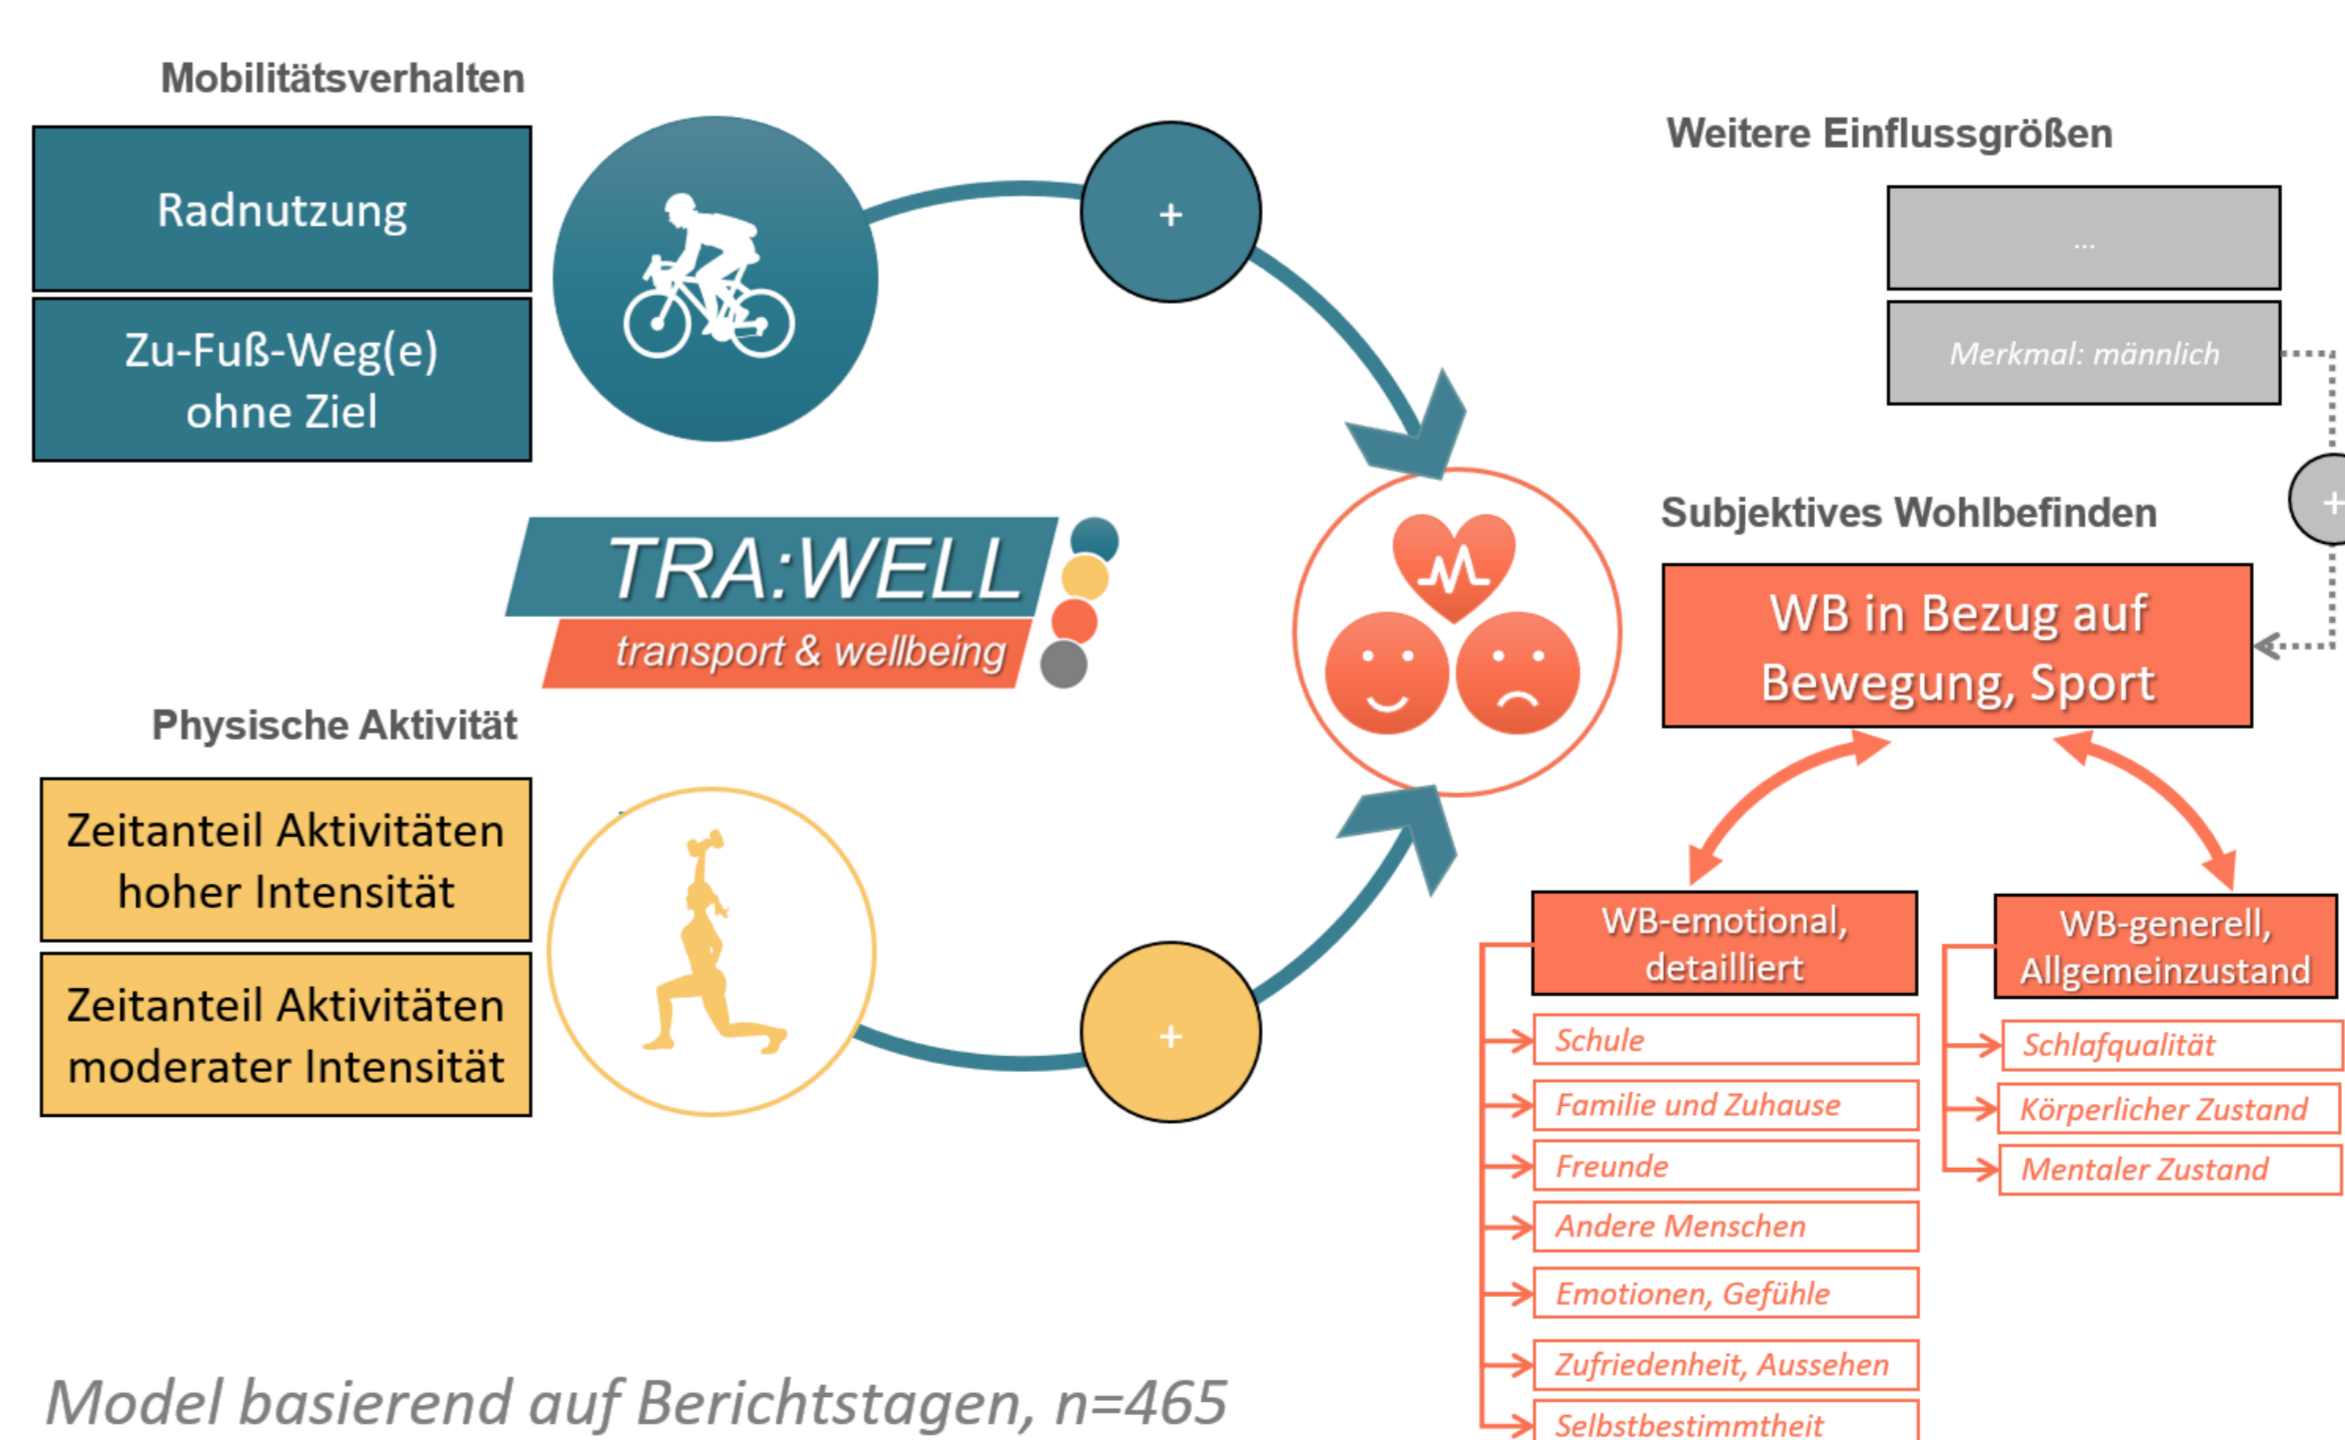 Mobilitätsverhalten
Radnutzung
Zu-Fuß-Weg(e)
ohne Ziel
+
Weitere Einflussgrößen
...
Merkmal: männlich
+
TRA:WELL
transport & wellbeing
Subjektives Wohlbefinden
WB in Bezug auf
Bewegung, Sport
Physische Aktivität
Zeitanteil Aktivitäten
hoher Intensität
Zeitanteil Aktivitäten
moderater Intensität
+
WB-emotional,
detailliert
Schule
Familie und Zuhause
Freunde
Andere Menschen
Emotionen, Gefühle
Zufriedenheit, Aussehen
Selbstbestimmtheit
WB-generell,
Allgemeinzustand
Schlafqualität
Körperlicher Zustand
Mentaler Zustand
Model basierend auf Berichtstagen, n=465